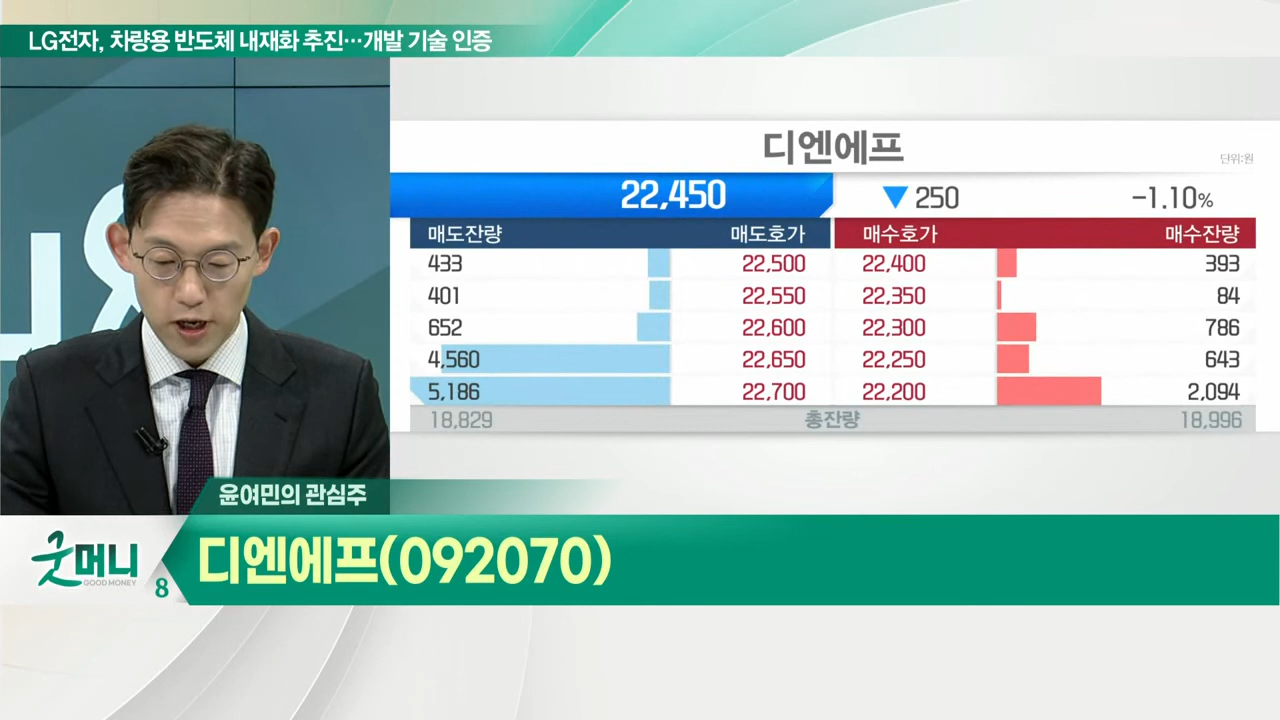 LG전자, 차량용 반도체 내재화 추진…개발 기술 인증
디엔에프
단위:원
22,450 ▼ 250 -1.10%
매도잔량 매도호가 매수호가 매수잔량
433 22,500 22,400 393
401 22,550 22,350 84
652 22,600 22,300 786
4,560 22,650 22,250 643
5,186 22,700 22,200 2,094
18,829 총잔량 18,996
윤여민의 관심주
굿머니
GOOD MONEY
8
디엔에프(092070)